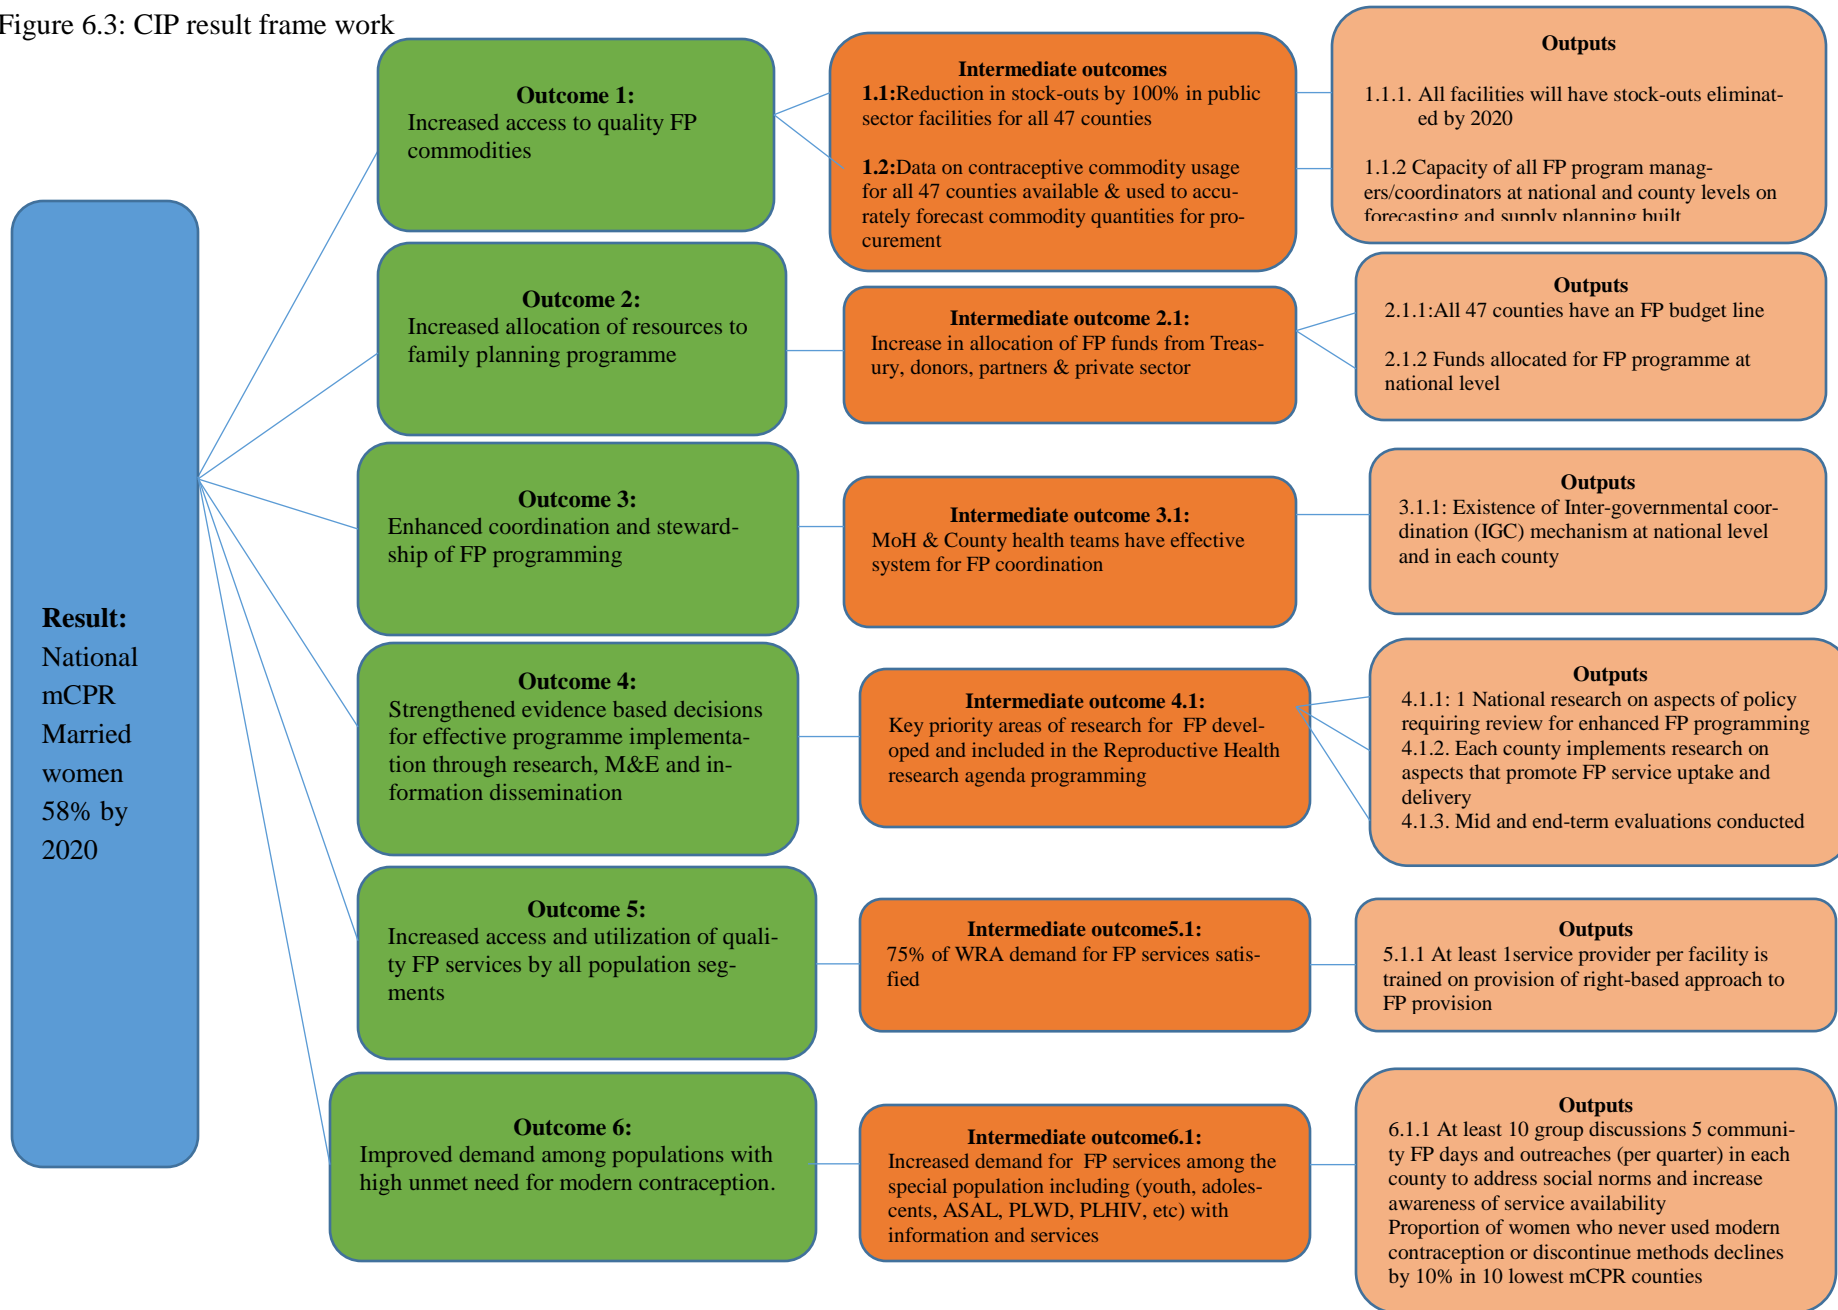 Figure 6.3: CIP result frame work
Result:
National
mCPR
Married
women
58% by
2020
Outcome 1:
Increased access to quality FP
commodities
Intermediate outcomes
1.1:Reduction in stock-outs by 100% in public
sector facilities for all 47 counties
1.2:Data on contraceptive commodity usage
for all 47 counties available & used to accu-
rately forecast commodity quantities for pro-
curement
Outputs
1.1.1. All facilities will have stock-outs eliminat-
ed by 2020
1.1.2 Capacity of all FP program manag-
ers/coordinators at national and county levels on
forecasting and supply planning built
Outcome 2:
Increased allocation of resources to
family planning programme
Intermediate outcome 2.1:
Increase in allocation of FP funds from Treas-
ury, donors, partners & private sector
Outputs
2.1.1:All 47 counties have an FP budget line
2.1.2 Funds allocated for FP programme at
national level
Outcome 3:
Enhanced coordination and steward-
ship of FP programming
Intermediate outcome 3.1:
MoH & County health teams have effective
system for FP coordination
Outputs
3.1.1: Existence of Inter-governmental coor-
dination (IGC) mechanism at national level
and in each county
Outcome 4:
Strengthened evidence based decisions
for effective programme implementa-
tion through research, M&E and in-
formation dissemination
Intermediate outcome 4.1:
Key priority areas of research for FP devel-
oped and included in the Reproductive Health
research agenda programming
Outputs
4.1.1: 1 National research on aspects of policy
requiring review for enhanced FP programming
4.1.2. Each county implements research on
aspects that promote FP service uptake and
delivery
4.1.3. Mid and end-term evaluations conducted
Outcome 5:
Increased access and utilization of quali-
ty FP services by all population seg-
ments
Intermediate outcome5.1:
75% of WRA demand for FP services satis-
fied
Outputs
5.1.1 At least 1service provider per facility is
trained on provision of right-based approach to
FP provision
Outcome 6:
Improved demand among populations with
high unmet need for modern contraception.
Intermediate outcome6.1:
Increased demand for FP services among the
special population including (youth, adoles-
cents, ASAL, PLWD, PLHIV, etc) with
information and services
Outputs
6.1.1 At least 10 group discussions 5 communi-
ty FP days and outreaches (per quarter) in each
county to address social norms and increase
awareness of service availability
Proportion of women who never used modern
contraception or discontinue methods declines
by 10% in 10 lowest mCPR counties